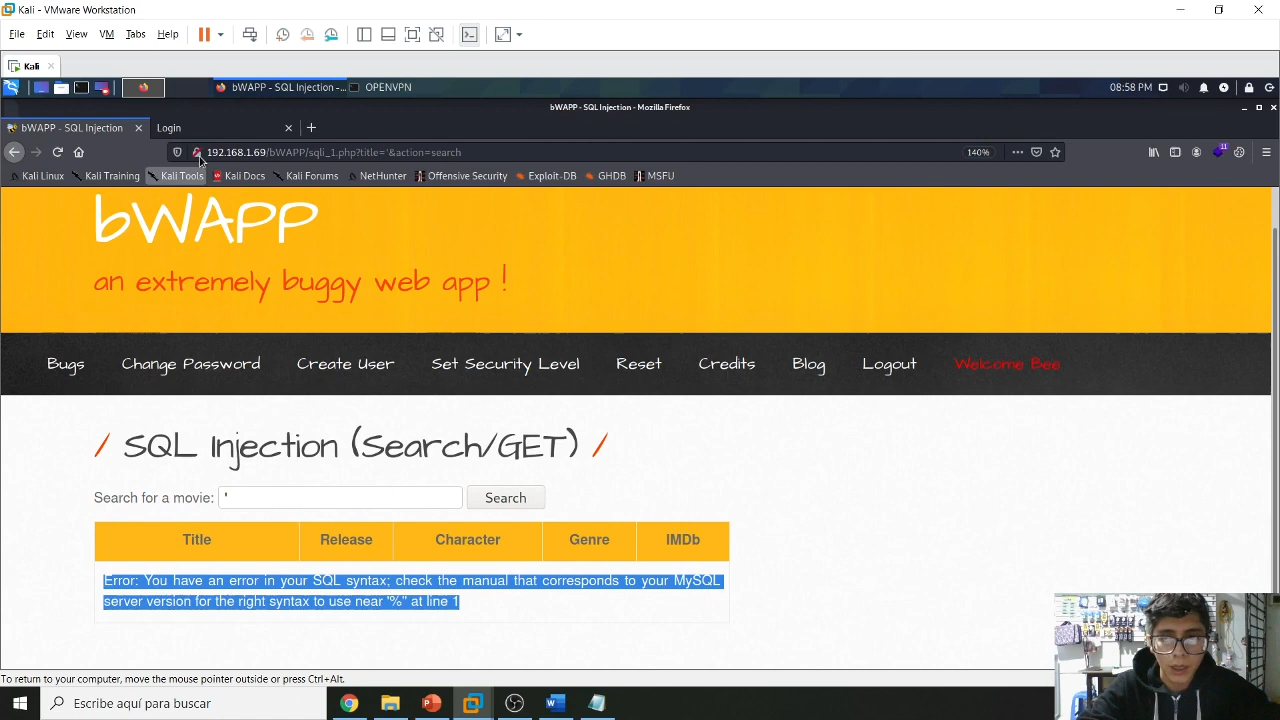 Kali - VMware Workstation
File Edit View VM Tabs Help
Kali
bWAPP - SQL Injection -... OPENVPN 08:58 PM
bWAPP - SQL Injection - Mozilla Firefox
bWAPP - SQL Injection Login
192.168.1.69/bWAPP/sqli_1.php?title='&action=search 140% 11
Kali Linux Kali Training Kali Tools Kali Docs Kali Forums NetHunter Offensive Security Exploit-DB GHDB MSFU
bWAPP
an extremely buggy web app !
Bugs Change Password Create User Set Security Level Reset Credits Blog Logout Welcome Bee
/ SQL Injection (Search/GET) /
Search for a movie: ' Search
Title Release Character Genre IMDb
Error: You have an error in your SQL syntax; check the manual that corresponds to your MySQL
server version for the right syntax to use near '%'' at line 1
To return to your computer, move the mouse pointer outside or press Ctrl+Alt.
Escribe aquí para buscar